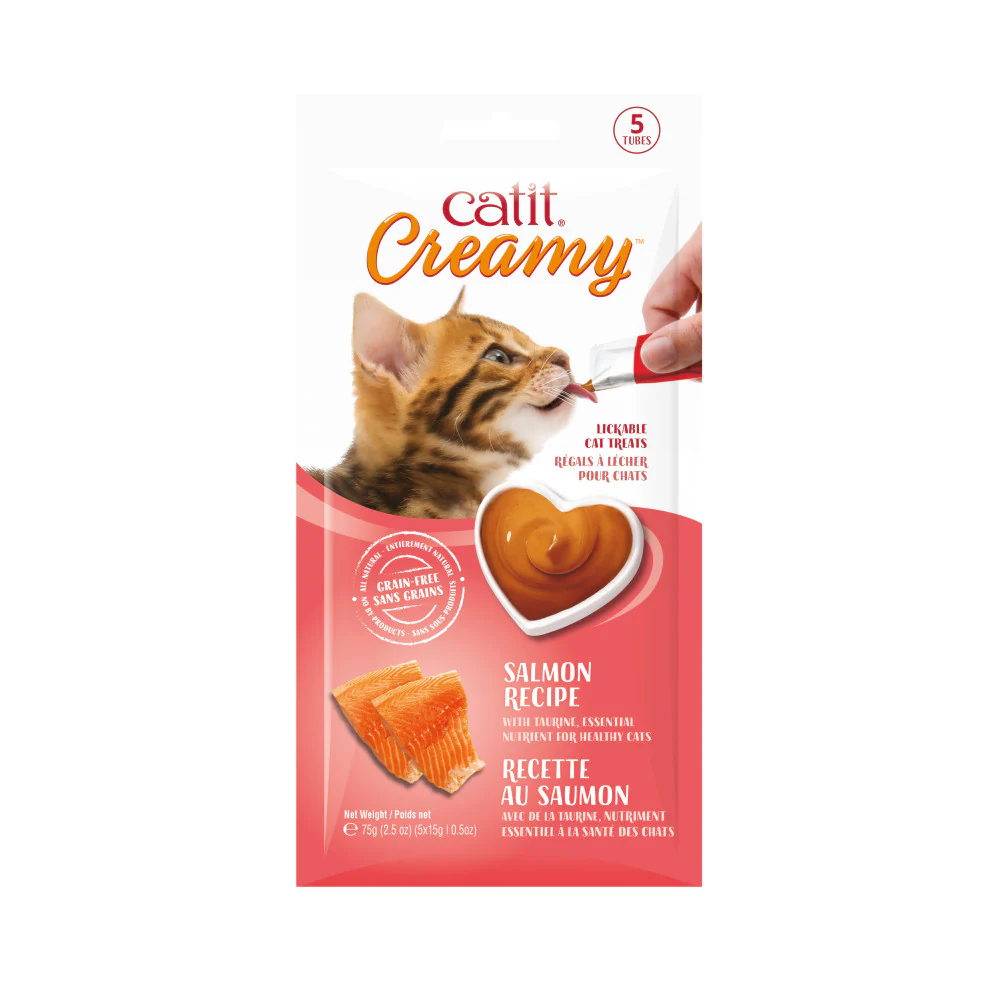 5
TUBES
catit®
Creamy™
LICKABLE
CAT TREATS
RÉGALS À LÉCHER
POUR CHATS
ALL NATURAL - ENTIÈREMENT NATUREL
GRAIN-FREE
SANS GRAINS
NO BY-PRODUCTS - SANS SOUS-PRODUITS
SALMON
RECIPE
WITH TAURINE, ESSENTIAL
NUTRIENT FOR HEALTHY CATS
RECETTE
AU SAUMON
AVEC DE LA TAURINE, NUTRIMENT
ESSENTIEL À LA SANTÉ DES CHATS
Net Weight / Poids net
℮ 75g (2.5 oz) (5x15g | 0.5oz)